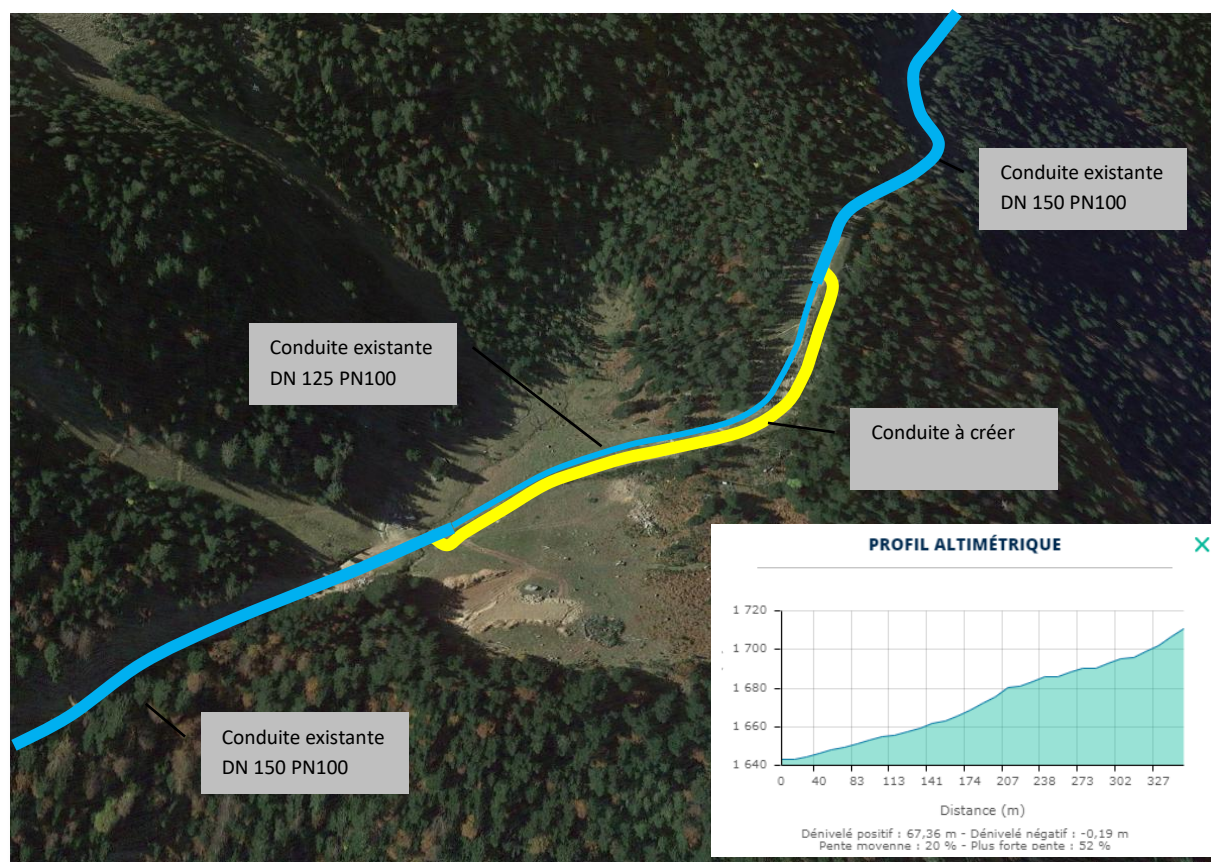 Conduite existante
DN 150 PN100
Conduite existante
DN 125 PN100
Conduite à créer
Conduite existante
DN 150 PN100
PROFIL ALTIMÉTRIQUE
1 720
1 700
1 680
1 660
1 640
0 40 83 113 141 174 207 238 273 302 327
Distance (m)
Dénivelé positif : 67,36 m - Dénivelé négatif : -0,19 m
Pente moyenne : 20 % - Plus forte pente : 52 %